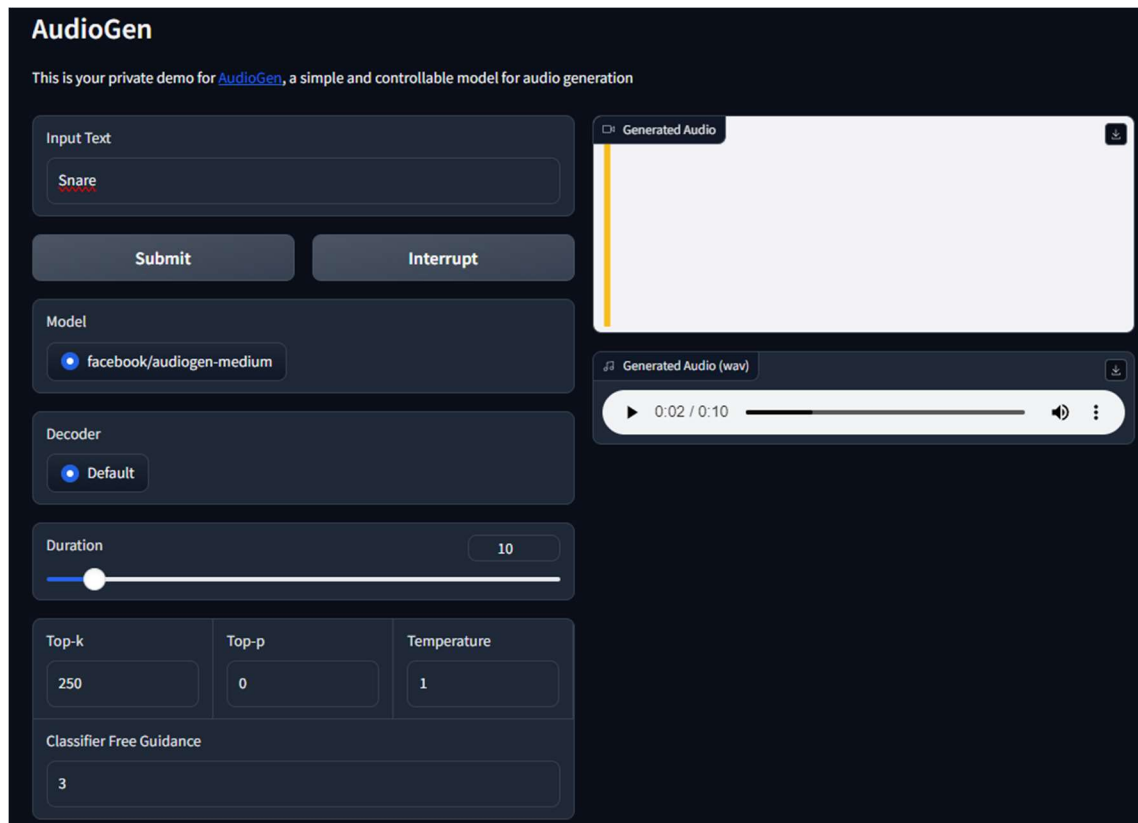 AudioGen
This is your private demo for AudioGen, a simple and controllable model for audio generation
Input Text
Snare
Submit
Interrupt
Model
facebook/audiogen-medium
Decoder
Default
Duration
10
Top-k
Top-p
Temperature
250
0
1
Classifier Free Guidance
3
Generated Audio
Generated Audio (wav)
0:02 / 0:10